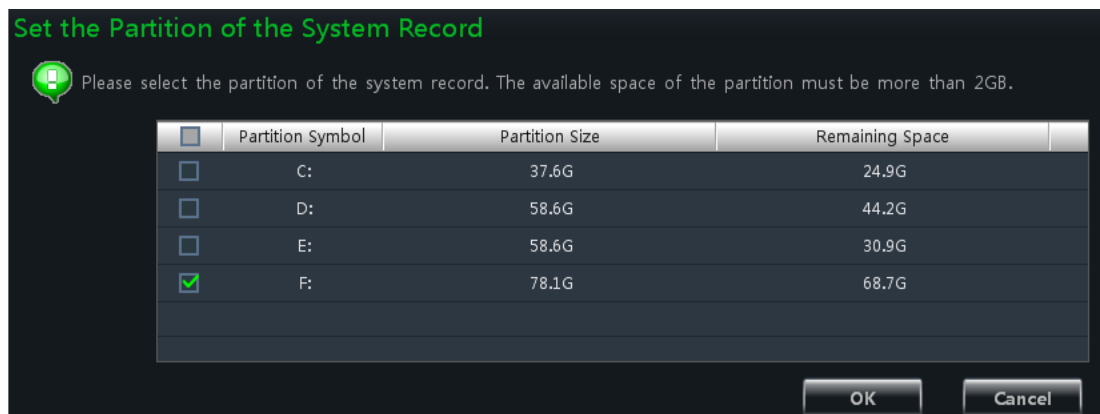 Set the Partition of the System Record
Please select the partition of the system record. The available space of the partition must be more than 2GB.
Partition Symbol Partition Size Remaining Space
C: 37.6G 24.9G
D: 58.6G 44.2G
E: 58.6G 30.9G
F: 78.1G 68.7G
OK Cancel